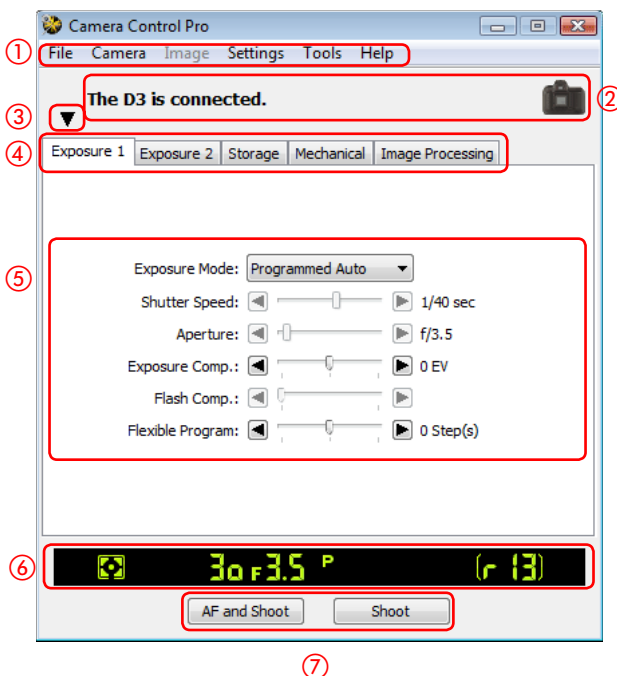 Camera Control Pro
① File Camera Image Settings Tools Help
The D3 is connected. ②
③ ▼
④ Exposure 1 Exposure 2 Storage Mechanical Image Processing
⑤
Exposure Mode: Programmed Auto
Shutter Speed: 1/40 sec
Aperture: f/3.5
Exposure Comp.: 0 EV
Flash Comp.:
Flexible Program: 0 Step(s)
⑥ 30 F3.5 P (r 13)
AF and Shoot Shoot
⑦